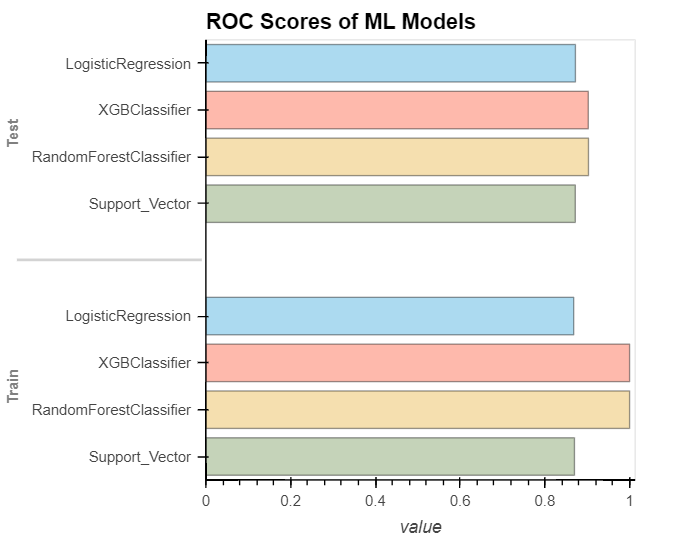 ROC Scores of ML Models
Test
LogisticRegression
XGBClassifier
RandomForestClassifier
Support_Vector
Train
LogisticRegression
XGBClassifier
RandomForestClassifier
Support_Vector
0 0.2 0.4 0.6 0.8 1
value